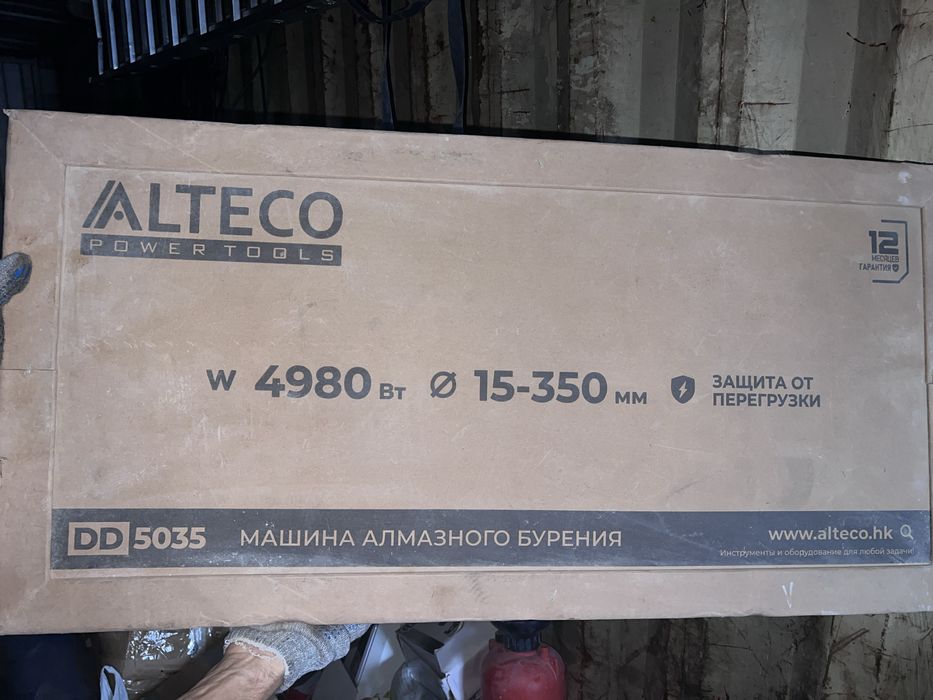 ALTECO
POWER TOOLS
12
МЕСЯЦЕВ
ГАРАНТИЯ
W 4980 Вт Ø 15-350 мм
ЗАЩИТА ОТ
ПЕРЕГРУЗКИ
DD 5035 МАШИНА АЛМАЗНОГО БУРЕНИЯ
www.alteco.hk
Инструменты и оборудование для любой задачи!